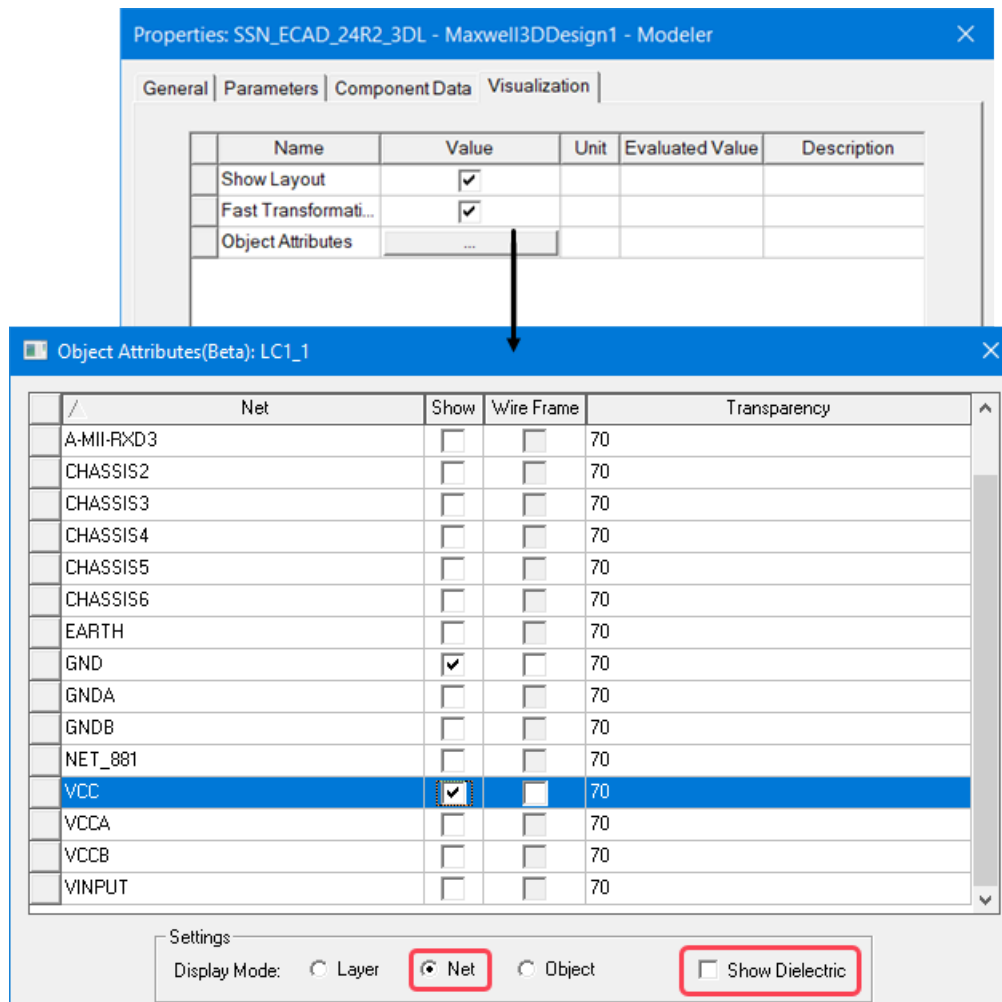 Properties: SSN_ECAD_24R2_3DL - Maxwell3DDesign1 - Modeler
General Parameters Component Data Visualization
Name Value Unit Evaluated Value Description
Show Layout
Fast Transformati...
Object Attributes ...
Object Attributes(Beta): LC1_1
Net Show Wire Frame Transparency
A-MII-RXD3 70
CHASSIS2 70
CHASSIS3 70
CHASSIS4 70
CHASSIS5 70
CHASSIS6 70
EARTH 70
GND 70
GNDA 70
GNDB 70
NET_881 70
VCC 70
VCCA 70
VCCB 70
VINPUT 70
Settings
Display Mode: Layer Net Object Show Dielectric